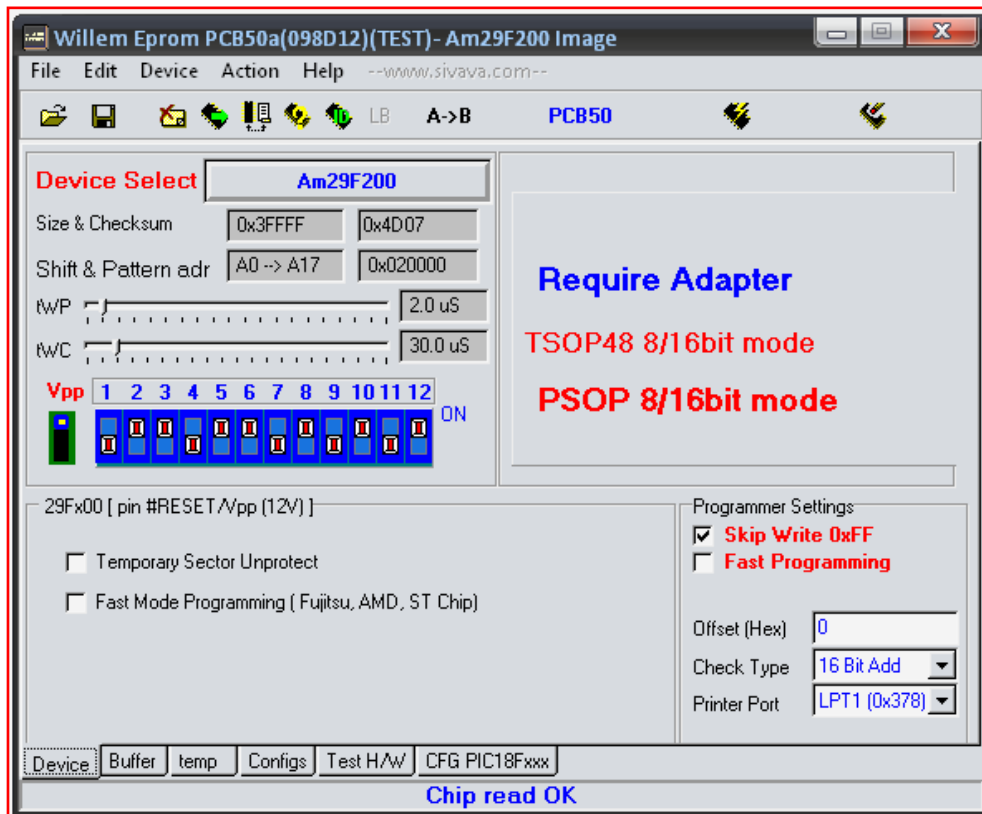 Willem Eprom PCB50a(098D12)(TEST)- Am29F200 Image
File Edit Device Action Help --www.sivava.com--
LB A->B PCB50
Device Select Am29F200
Size & Checksum 0x3FFFF 0x4D07
Shift & Pattern adr A0 --> A17 0x020000
tWP 2.0 uS
tWC 30.0 uS
Vpp 1 2 3 4 5 6 7 8 9 10 11 12
ON
Require Adapter
TSOP48 8/16bit mode
PSOP 8/16bit mode
29Fx00 [ pin #RESET/Vpp (12V) ]
Temporary Sector Unprotect
Fast Mode Programming ( Fujitsu, AMD, ST Chip)
Programmer Settings
Skip Write 0xFF
Fast Programming
Offset (Hex) 0
Check Type 16 Bit Add
Printer Port LPT1 (0x378)
Device Buffer temp Configs Test H/W CFG PIC18Fxxx
Chip read OK